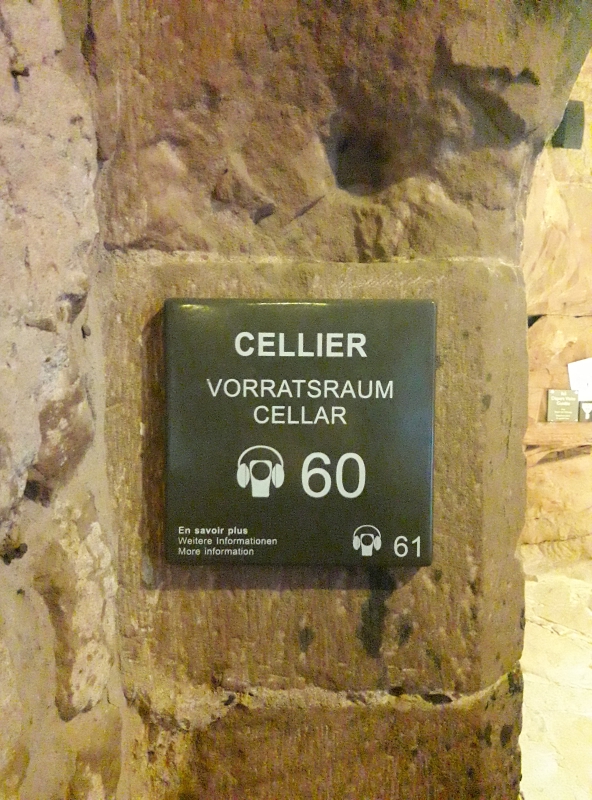 CELLIER
VORRATSRAUM
CELLAR
60
En savoir plus
Weitere Informationen
More information
61